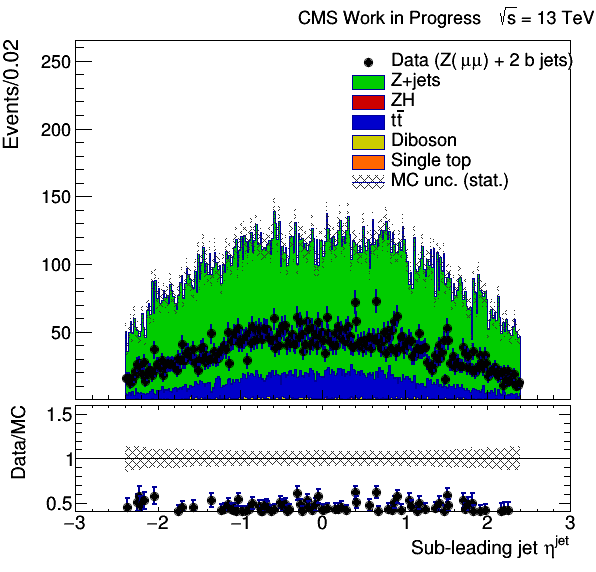 CMS Work in Progress √s = 13 TeV
Events/0.02
250
200
150
100
50
Data (Z(μμ) + 2 b jets)
Z+jets
ZH
tt̅
Diboson
Single top
MC unc. (stat.)
Data/MC
1.5
1
0.5
−3 −2 −1 0 1 2 3
Sub-leading jet η^jet